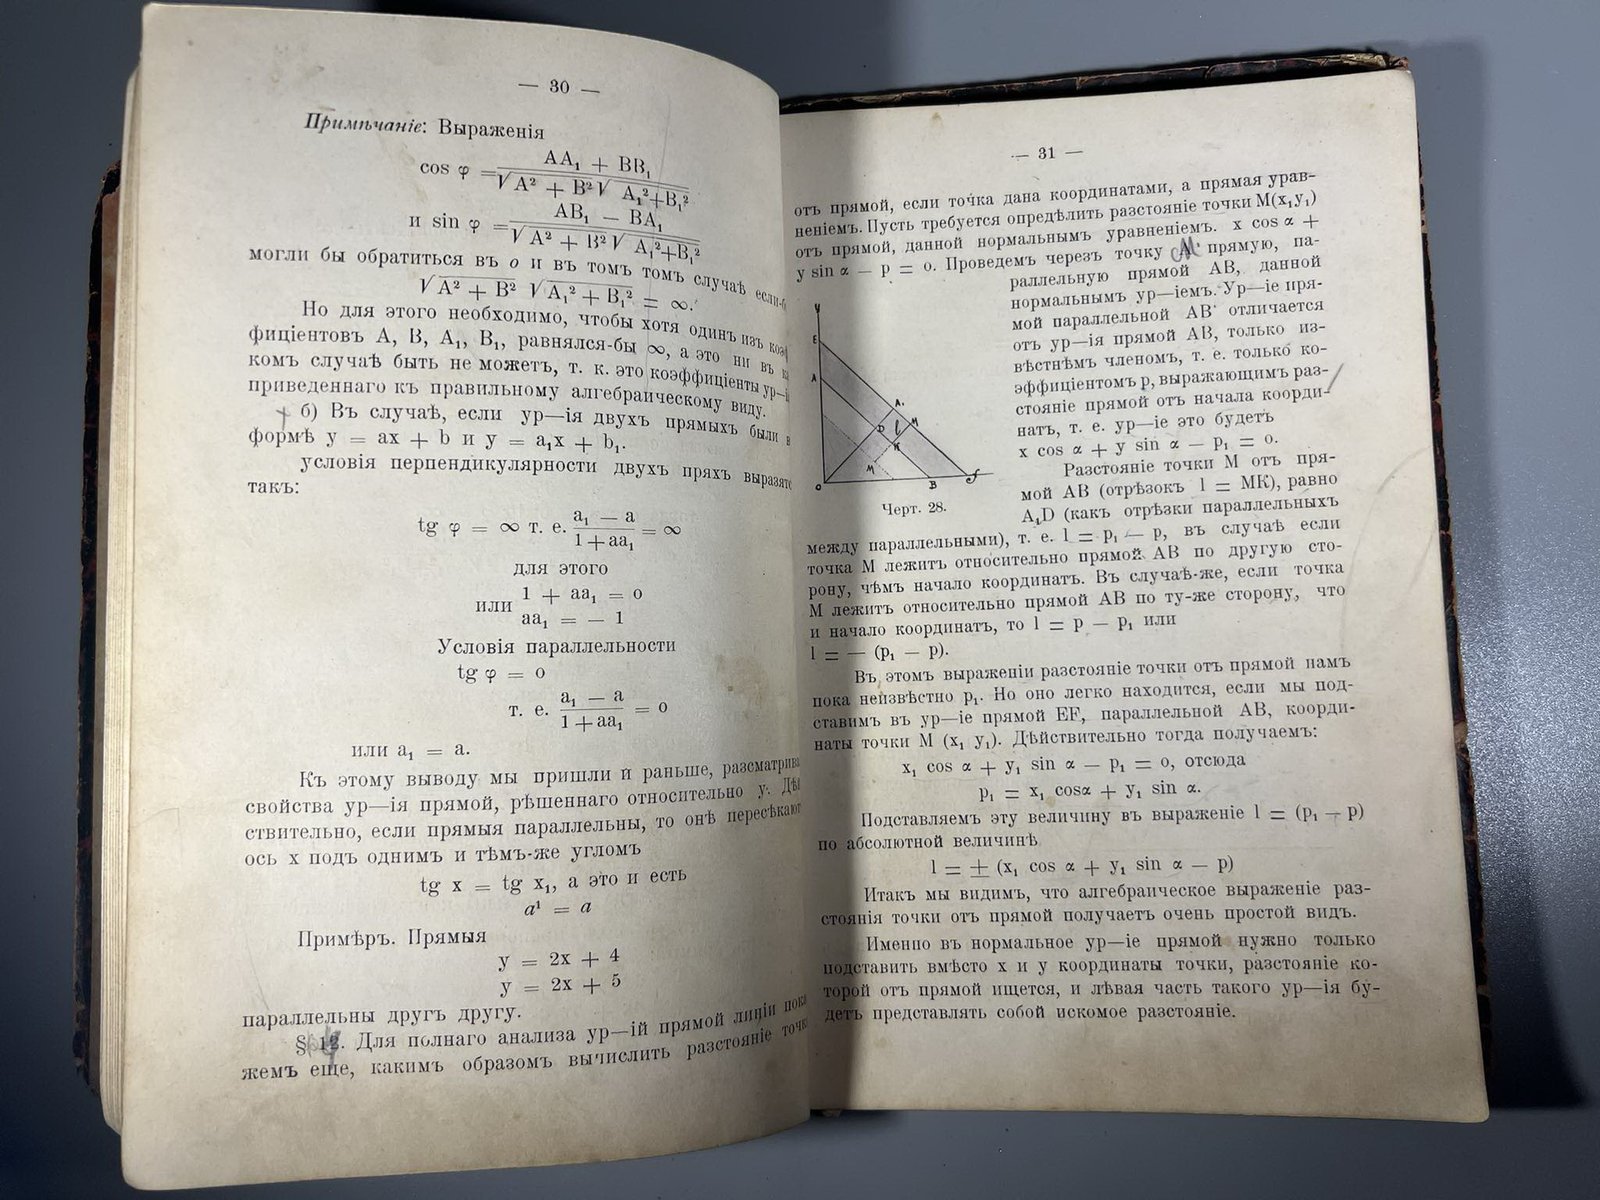 — 30 —
Примѣчаніе: Выраженія
cos φ = AA₁ + BB₁ / √A² + B² √A₁²+B₁²
и sin φ = AB₁ — BA₁ / √A² + B² √A₁²+B₁²
могли бы обратиться въ о и въ томъ томъ случаѣ если-б
√A² + B² √A₁² + B₁² = ∞.
Но для этого необходимо, чтобы хотя одинъ изъ коэф
фиціентовъ A, B, A₁, B₁, равнялся-бы ∞, а это ни въ ка
комъ случаѣ быть не можетъ, т. к. это коэффиціенты ур—і
приведеннаго къ правильному алгебраическому виду.
б) Въ случаѣ, если ур—ія двухъ прямыхъ были в
формѣ y = ax + b и y = a₁x + b₁.
условія перпендикулярности двухъ пряхъ выразятс
такъ:
tg φ = ∞ т. е. a₁ — a / 1 + aa₁ = ∞
для этого
1 + aa₁ = о
или
aa₁ = — 1
Условія параллельности
tg φ = о
т. е. a₁ — a / 1 + aa₁ = о
или a₁ = a.
Къ этому выводу мы пришли и раньше, разсматрива
свойства ур—ія прямой, рѣшеннаго относительно y. Дѣй
ствительно, если прямыя параллельны, то онѣ пересѣкают
ось x подъ однимъ и тѣмъ-же угломъ
tg x = tg x₁, а это и есть
a¹ = a
Примѣръ. Прямыя
y = 2x + 4
y = 2x + 5
параллельны другъ другу.
§ Для полнаго анализа ур—ій прямой линіи пока
жемъ еще, какимъ образомъ вычислить разстояніе точк
— 31 —
отъ прямой, если точка дана координатами, а прямая урав-
неніемъ. Пусть требуется опредѣлить разстояніе точки M(x₁y₁)
отъ прямой, данной нормальнымъ уравненіемъ. x cos α +
y sin α — p = о. Проведемъ черезъ точку M прямую, па-
раллельную прямой AB, данной
нормальнымъ ур—іемъ. Ур—іе пря-
мой параллельной AB отличается
отъ ур—ія прямой AB, только из-
вѣстнѣмъ членомъ, т. е. только ко-
эффиціентомъ p, выражающимъ раз-
стояніе прямой отъ начала коорди-
натъ, т. е. ур—іе это будетъ
x cos α + y sin α — p₁ = о.
Разстояніе точки M отъ пря-
мой AB (отрѣзокъ l = MK), равно
A₁D (какъ отрѣзки параллельныхъ
y
E
A
A₁
D
l
M
K
M
O
B
Черт. 28.
между параллельными), т. е. l = p₁ — p, въ случаѣ если
точка M лежитъ относительно прямой AB по другую сто-
рону, чѣмъ начало координатъ. Въ случаѣ-же, если точка
M лежитъ относительно прямой AB по ту-же сторону, что
и начало координатъ, то l = p — p₁ или
l = — (p₁ — p).
Въ этомъ выраженіи разстояніе точки отъ прямой намъ
пока неизвѣстно p₁. Но оно легко находится, если мы под-
ставимъ въ ур—іе прямой EF, параллельной AB, коорди-
наты точки M (x₁ y₁). Дѣйствительно тогда получаемъ:
x₁ cos α + y₁ sin α — p₁ = о, отсюда
p₁ = x₁ cosα + y₁ sin α.
Подставляемъ эту величину въ выраженіе l = (p₁ — p)
по абсолютной величинѣ
l = ± (x₁ cos α + y₁ sin α — p)
Итакъ мы видимъ, что алгебраическое выраженіе раз-
стоянія точки отъ прямой получаетъ очень простой видъ.
Именно въ нормальное ур—іе прямой нужно только
подставить вмѣсто x и y координаты точки, разстояніе ко-
торой отъ прямой ищется, и лѣвая часть такого ур—ія бу-
детъ представлять собой искомое разстояніе.